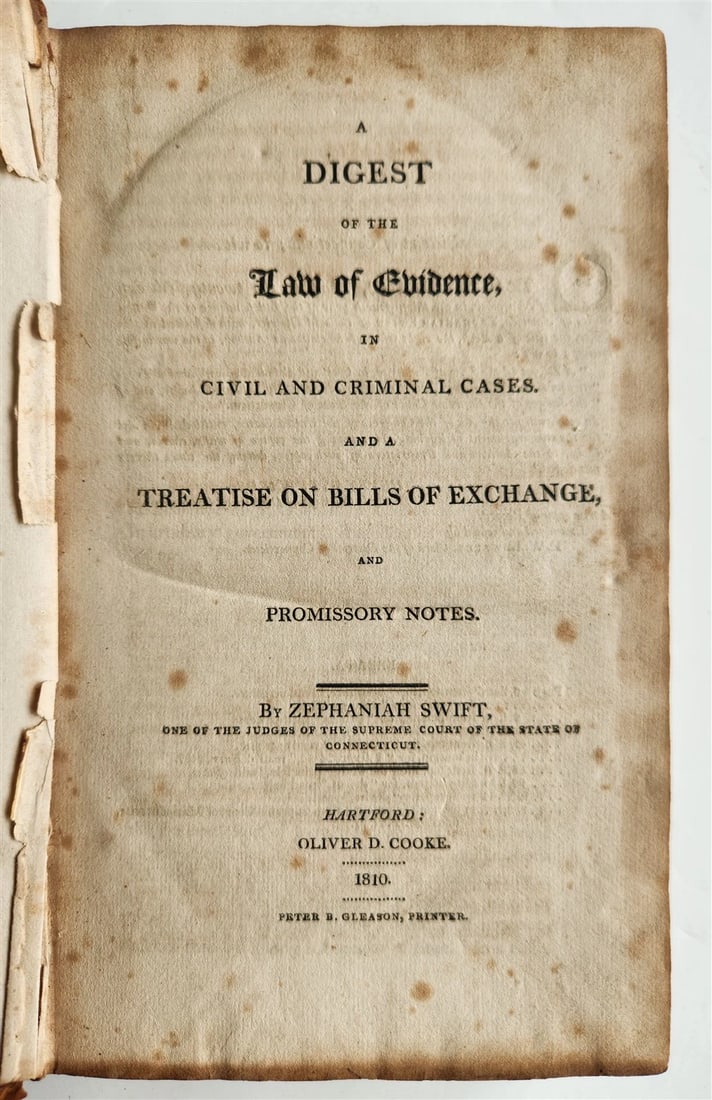 A
DIGEST
OF THE
Law of Evidence,
IN
CIVIL AND CRIMINAL CASES.
AND A
TREATISE ON BILLS OF EXCHANGE,
AND
PROMISSORY NOTES.
By ZEPHANIAH SWIFT,
ONE OF THE JUDGES OF THE SUPREME COURT OF THE STATE OF
CONNECTICUT.
HARTFORD:
OLIVER D. COOKE.
1810.
PETER B. GLEASON, PRINTER.